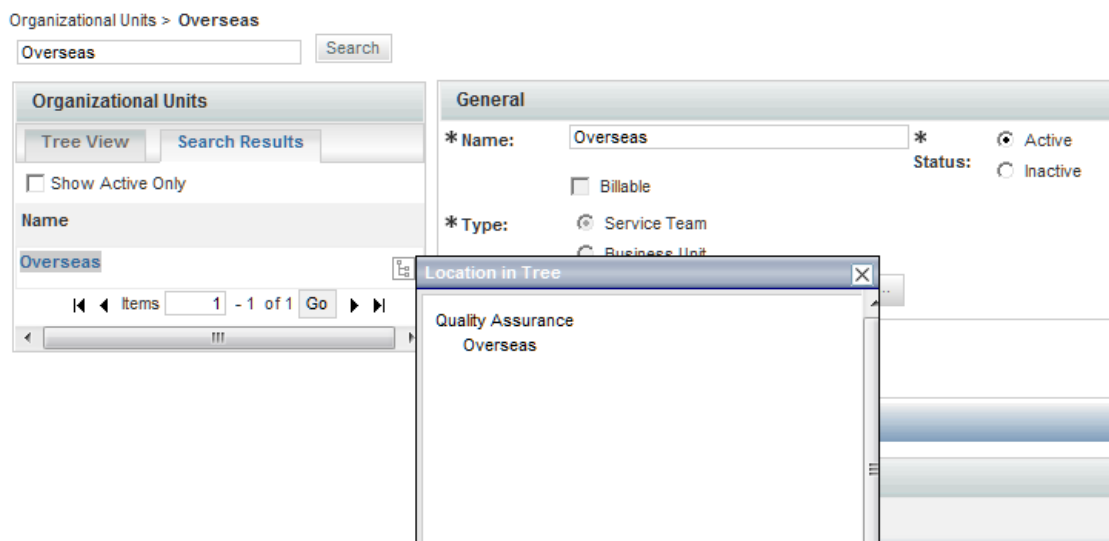 Organizational Units > Overseas
Overseas
Search
Organizational Units
Tree View
Search Results
Show Active Only
Name
Overseas
Items 1 - 1 of 1 Go
General
* Name: Overseas
* Status:
Active
Inactive
Billable
* Type:
Service Team
Business Unit
...
Location in Tree
Quality Assurance
Overseas